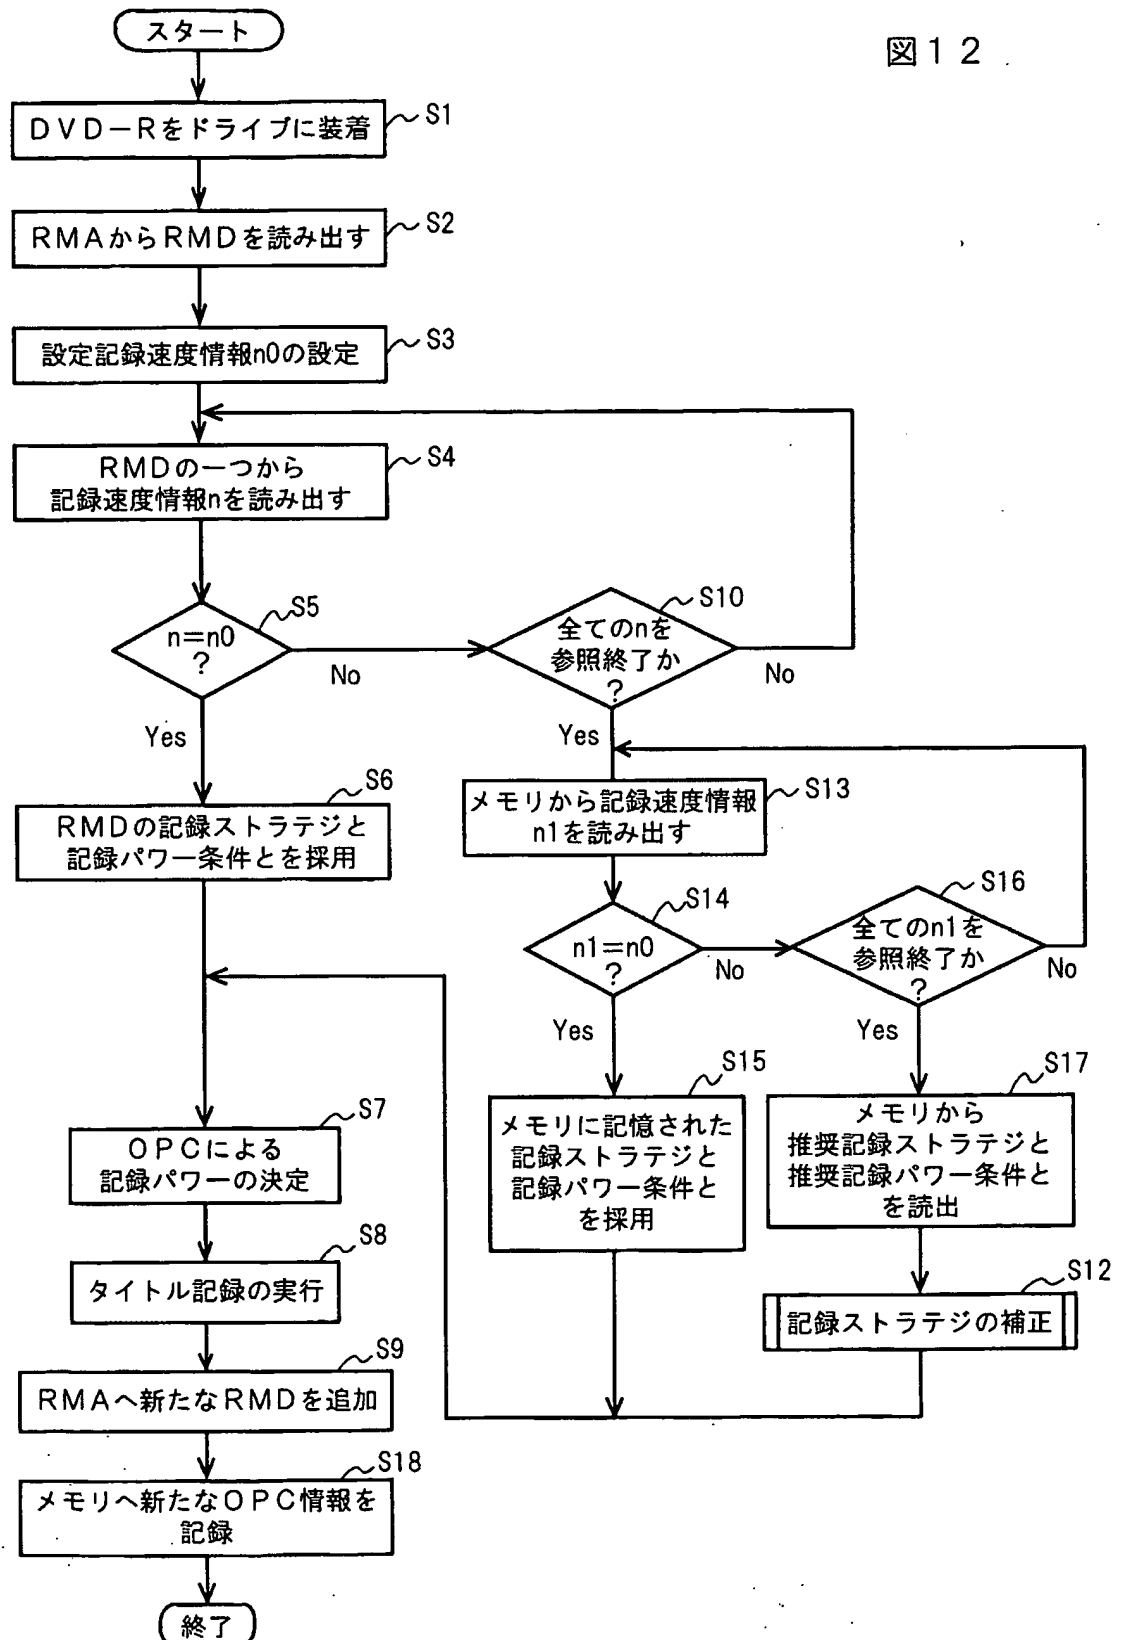 スタート
図12
DVD-Rをドライブに装着
S1
RMAからRMDを読み出す
S2
設定記録速度情報n0の設定
S3
RMDの一つから
記録速度情報nを読み出す
S4
n=n0
?
S5
No
Yes
全てのnを
参照終了か
?
S10
No
Yes
RMDの記録ストラテジと
記録パワー条件とを採用
S6
メモリから記録速度情報
n1を読み出す
S13
n1=n0
?
S14
No
Yes
全てのn1を
参照終了か
?
S16
No
Yes
メモリに記憶された
記録ストラテジと
記録パワー条件と
を採用
S15
メモリから
推奨記録ストラテジと
推奨記録パワー条件と
を読出
S17
記録ストラテジの補正
S12
OPCによる
記録パワーの決定
S7
タイトル記録の実行
S8
RMAへ新たなRMDを追加
S9
メモリへ新たなOPC情報を
記録
S18
終了